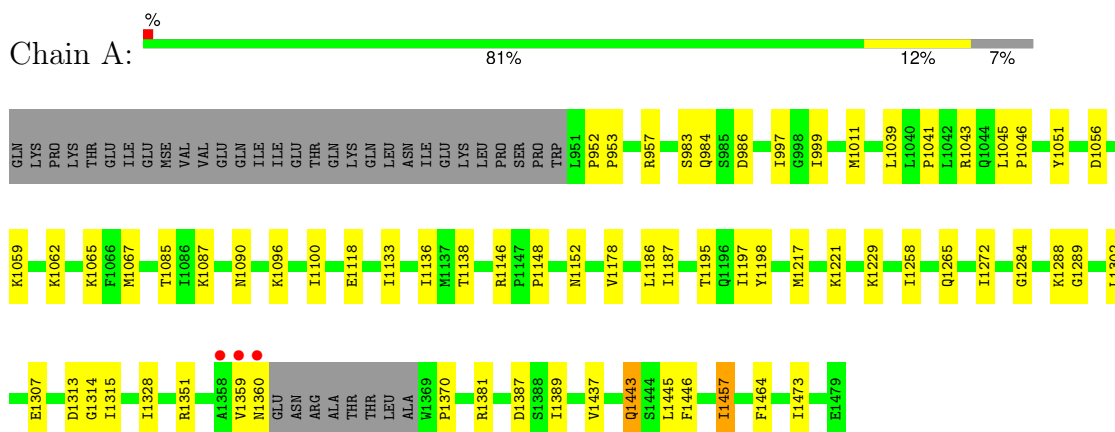 %
Chain A:
81% 12% 7%
GLN LYS PRO LYS THR GLU ILE GLU MSE VAL VAL GLU GLN ILE ILE GLU THR GLN LYS GLN LEU ASN ILE GLU LYS LEU PRO SER PRO TRP L951 P952 P953 R957 S983 Q984 S985 D986 I997 G998 I999 M1011 L1039 L1040 P1041 L1042 R1043 Q1044 L1045 P1046 Y1051 D1056
K1059 K1062 K1065 F1066 M1067 T1085 I1086 K1087 N1090 K1096 I1100 E1118 I1133 I1136 M1137 T1138 R1146 P1147 P1148 N1152 V1178 L1186 I1187 T1195 Q1196 I1197 Y1198 M1217 K1221 K1229 I1258 Q1265 I1272 G1284 K1288 G1289 L1302
E1307 D1313 G1314 I1315 I1328 R1351 A1358 V1359 N1360 GLU ASN ARG ALA THR THR LEU ALA W1369 P1370 R1381 D1387 S1388 I1389 V1437 Q1443 S1444 L1445 F1446 I1457 F1464 I1473 E1479